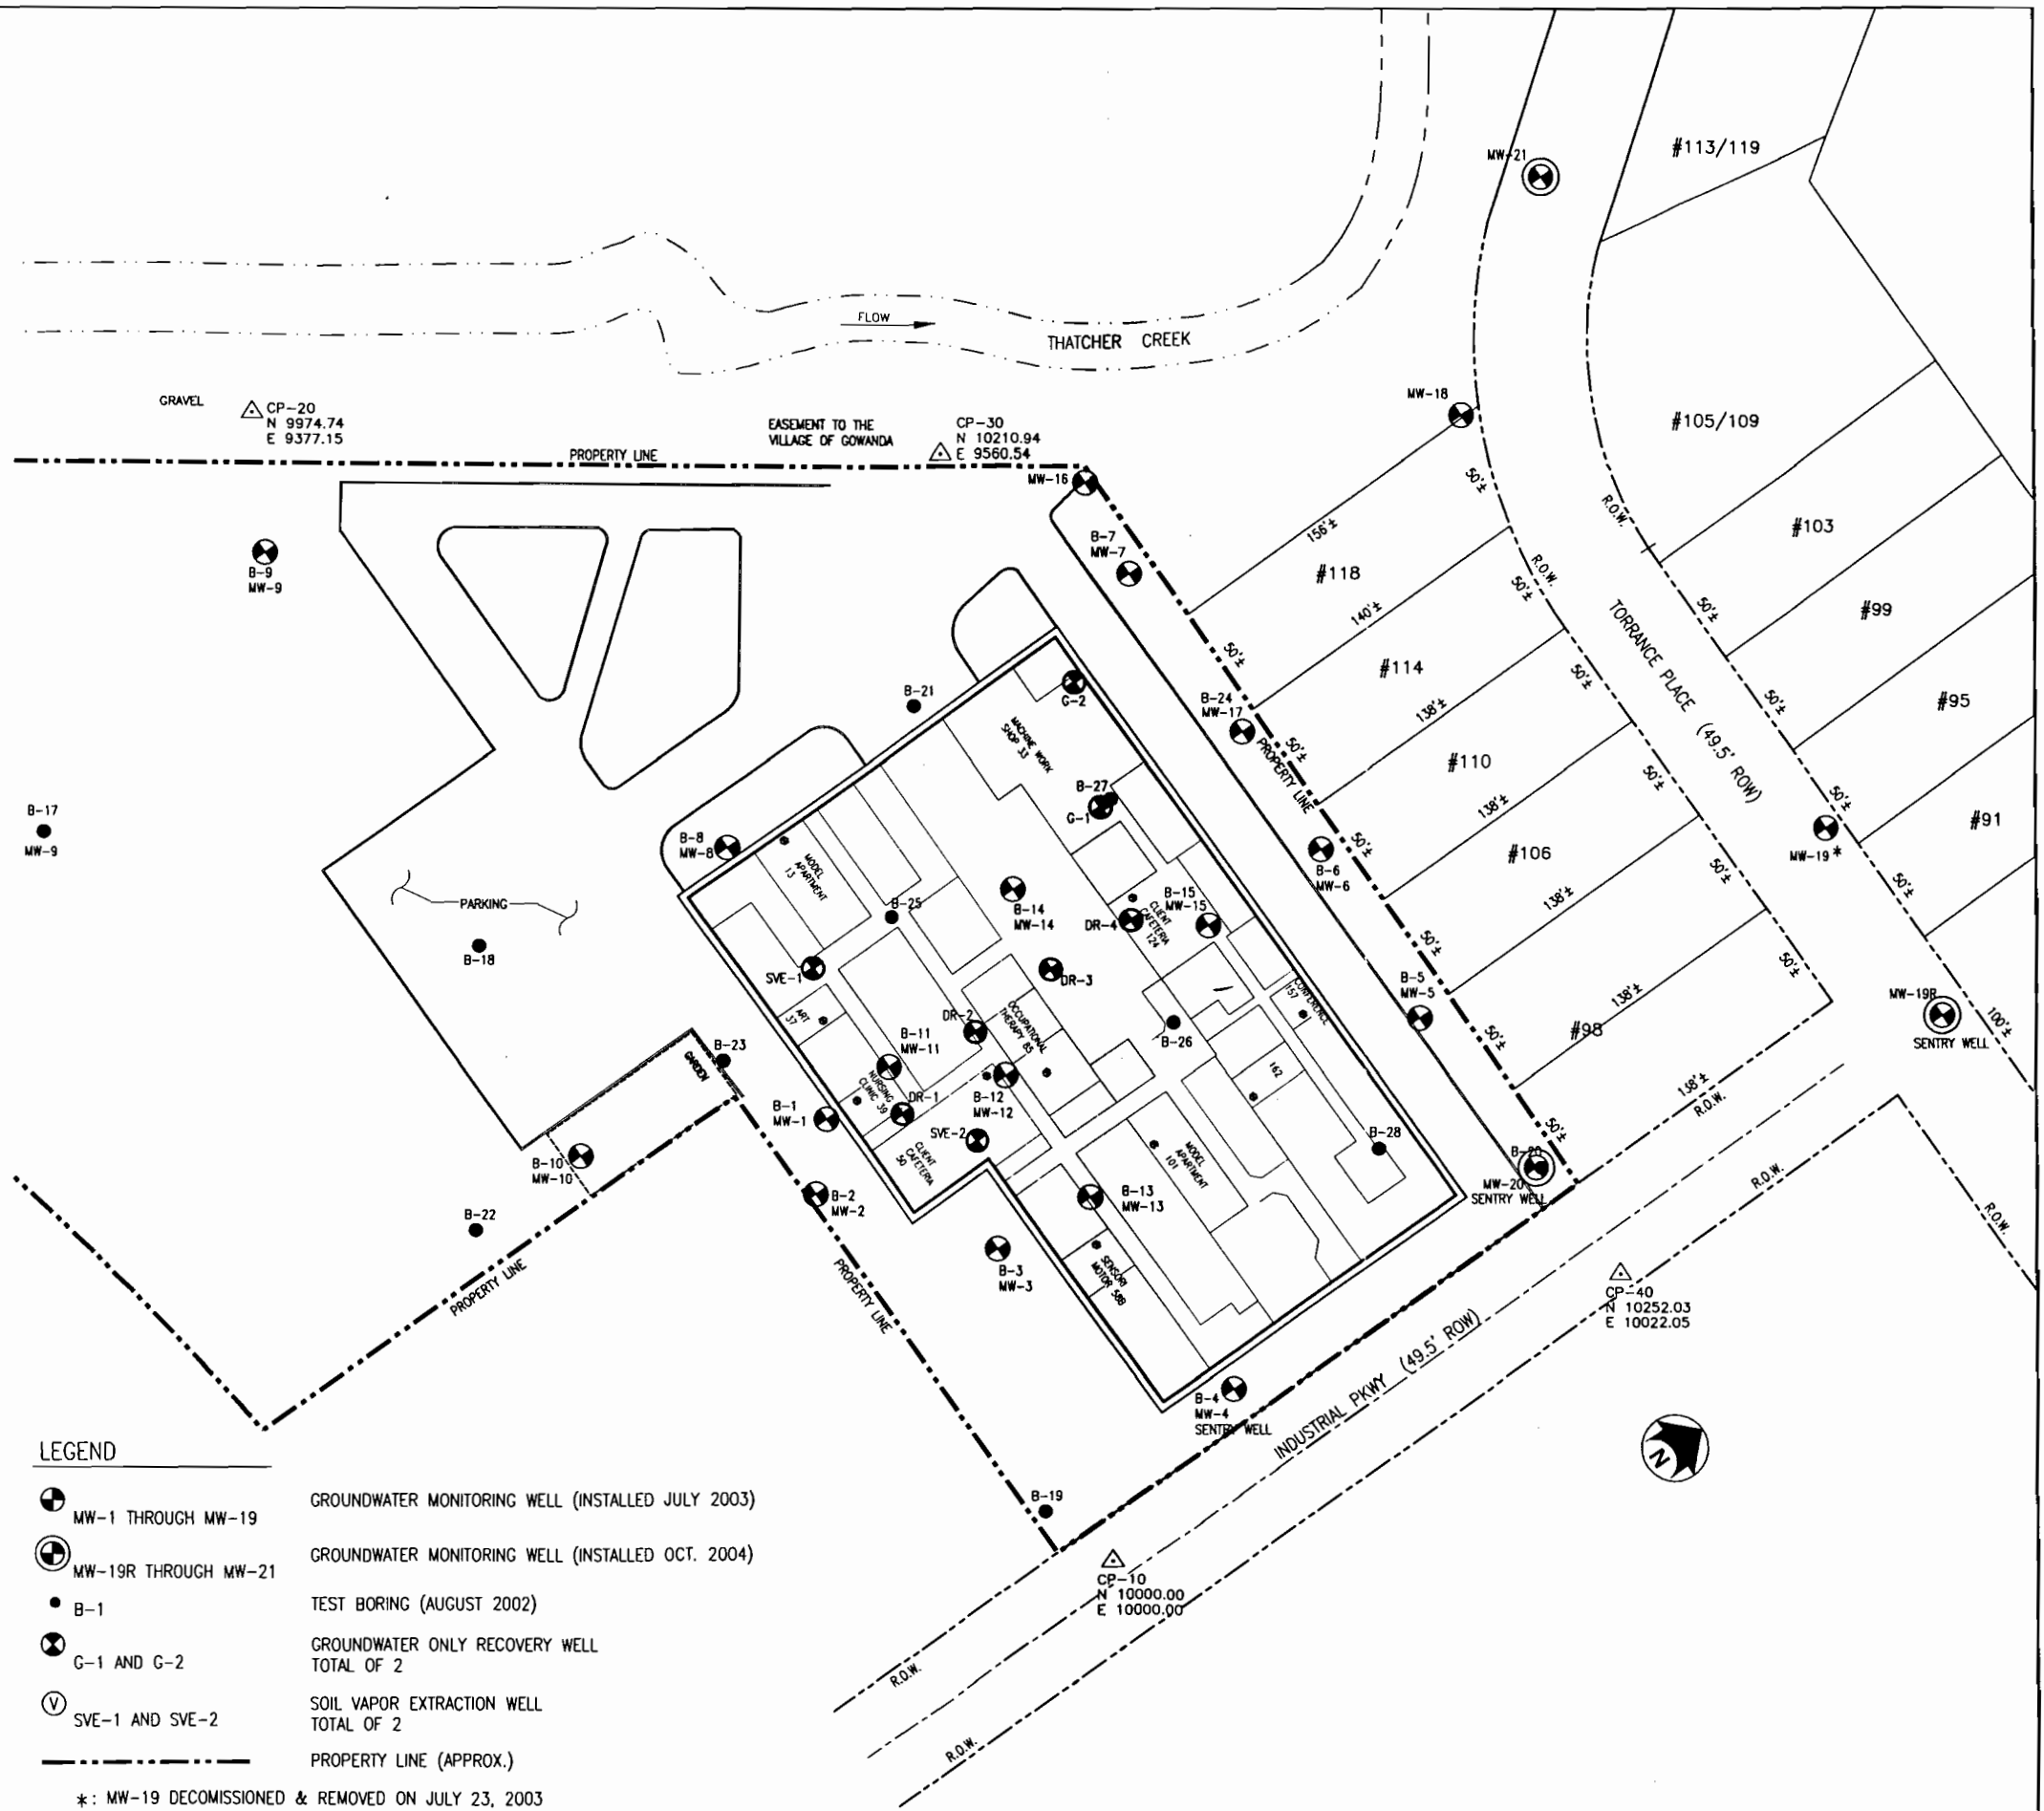 #113/119
MW-21
FLOW
THATCHER CREEK
GRAVEL
CP-20
N 9974.74
E 9377.15
EASEMENT TO THE
VILLAGE OF GOWANDA
CP-30
N 10210.94
E 9560.54
MW-18
#105/109
PROPERTY LINE
MW-16
50'±
R.O.W.
#103
156'±
B-7
MW-7
B-9
MW-9
#118
R.O.W.
50'±
140'±
50'±
#99
TORRANCE PLACE (49.5' ROW)
50'±
#114
50'±
B-21
G-2
B-24
MW-17
138'±
50'±
#95
MACHINE WORK
SHOP 33
50'±
PROPERTY LINE
#110
50'±
B-27
G-1
138'±
50'±
B-17
MW-9
#91
B-8
MW-8
50'±
#106
MW-19*
B-6
MW-6
MODEL
APARTMENT
13
50'±
50'±
PARKING
B-25
B-14
MW-14
B-15
MW-15
DR-4
CLIENT
CAFETERIA
124
138'±
B-18
50'±
50'±
SVE-1
DR-3
B-5
MW-5
CONFERENCE
157
138'±
MW-19R
SENTRY WELL
100'±
ART
37
DR-2
OCCUPATIONAL
THERAPY 85
B-26
50'±
#98
B-11
MW-11
B-23
GARDEN
162
138'±
R.O.W.
NURSING
CLINIC 39
DR-1
B-12
MW-12
B-1
MW-1
SVE-2
CLIENT
CAFETERIA
50
50'±
B-28
B-20
MW-20
SENTRY WELL
MODEL
APARTMENT
101
B-10
MW-10
R.O.W.
B-2
MW-2
B-13
MW-13
R.O.W.
B-22
B-3
MW-3
SENSORI
MOTOR 58B
PROPERTY LINE
PROPERTY LINE
CP-40
N 10252.03
E 10022.05
INDUSTRIAL PKWY (49.5' ROW)
B-4
MW-4
SENTRY WELL
N
B-19
CP-10
N 10000.00
E 10000.00
R.O.W.
R.O.W.
LEGEND
MW-1 THROUGH MW-19 GROUNDWATER MONITORING WELL (INSTALLED JULY 2003)
MW-19R THROUGH MW-21 GROUNDWATER MONITORING WELL (INSTALLED OCT. 2004)
B-1 TEST BORING (AUGUST 2002)
G-1 AND G-2 GROUNDWATER ONLY RECOVERY WELL
TOTAL OF 2
V
SVE-1 AND SVE-2 SOIL VAPOR EXTRACTION WELL
TOTAL OF 2
PROPERTY LINE (APPROX.)
*: MW-19 DECOMISSIONED & REMOVED ON JULY 23, 2003